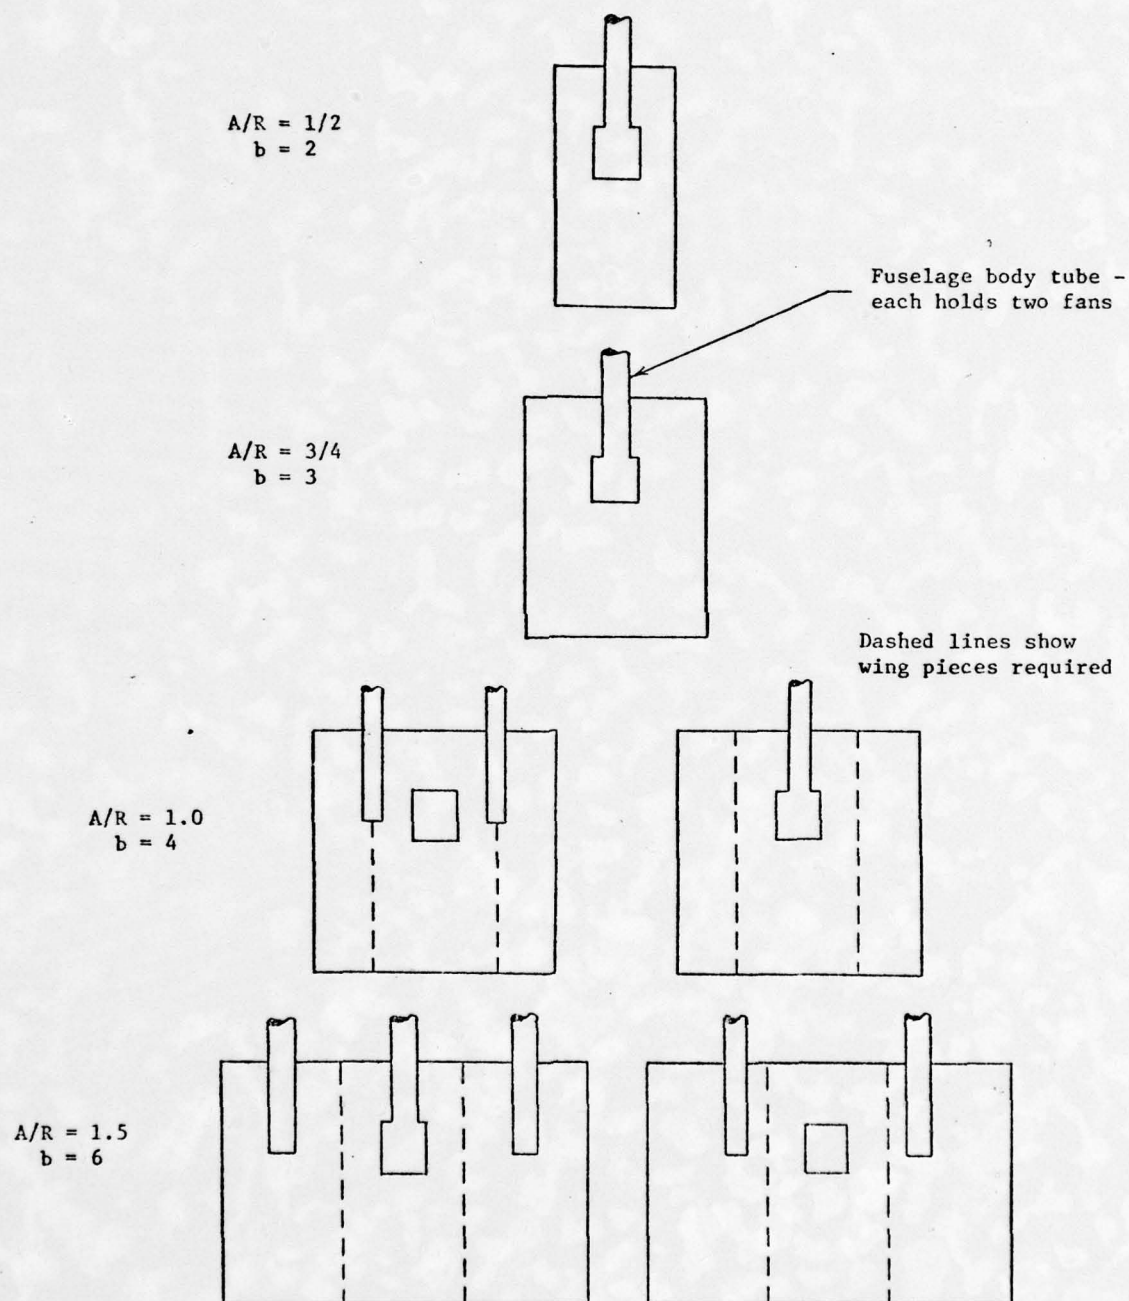 A/R = 1/2
b = 2
Fuselage body tube -
each holds two fans
A/R = 3/4
b = 3
Dashed lines show
wing pieces required
A/R = 1.0
b = 4
A/R = 1.5
b = 6